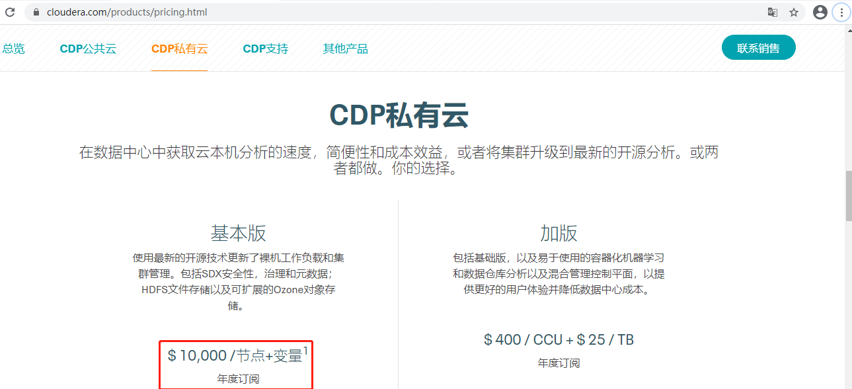 cloudera.com/products/pricing.html
总览 CDP公共云 CDP私有云 CDP支持 其他产品 联系销售
CDP私有云
在数据中心中获取云本机分析的速度，简便性和成本效益，或者将集群升级到最新的开源分析。或两
者都做。你的选择。
基本版
使用最新的开源技术更新了裸机工作负载和集
群管理。包括SDX安全性，治理和元数据；
HDFS文件存储以及可扩展的Ozone对象存
储。
$ 10,000 /节点+变量1
年度订阅
加版
包括基础版，以及易于使用的容器化机器学习
和数据仓库分析以及混合管理控制平面，以提
供更好的用户体验并降低数据中心成本。
$ 400 / CCU + $ 25 / TB
年度订阅